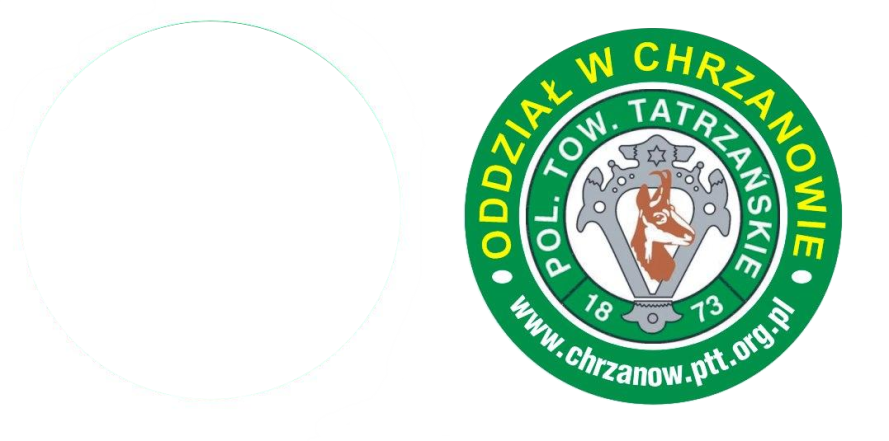 ODDZIAŁ W CHRZANOWIE
POL. TOW. TATRZAŃSKIE
18 73
www.chrzanow.ptt.org.pl